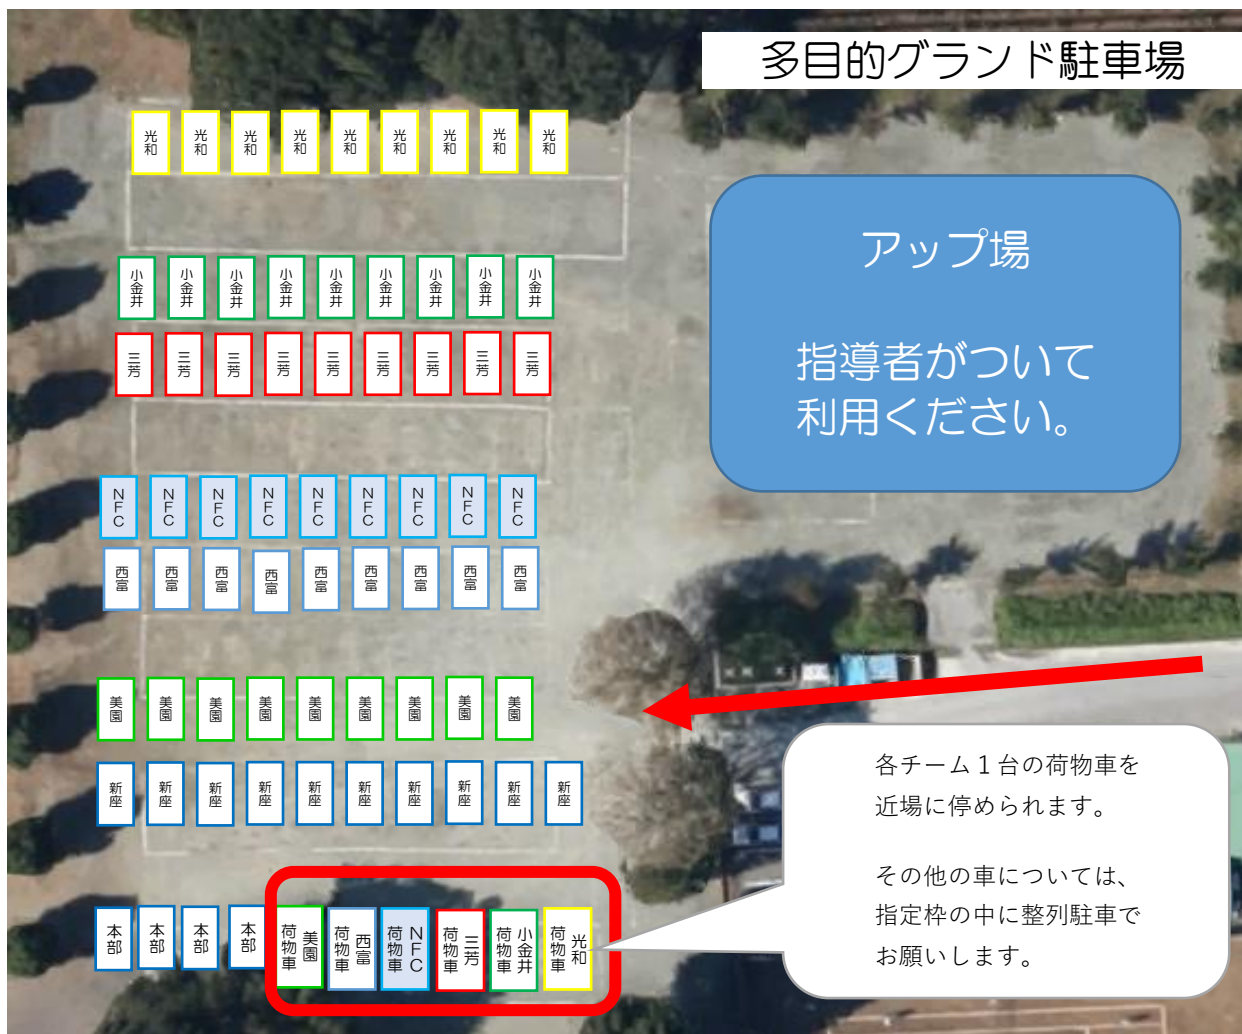 多目的グランド駐車場
光和 光和 光和 光和 光和 光和 光和 光和 光和
アップ場
指導者がついて
利用ください。
小金井 小金井 小金井 小金井 小金井 小金井 小金井 小金井 小金井
三芳 三芳 三芳 三芳 三芳 三芳 三芳 三芳 三芳
NFC NFC NFC NFC NFC NFC NFC NFC NFC
西富 西富 西富 西富 西富 西富 西富 西富 西富
美園 美園 美園 美園 美園 美園 美園 美園 美園
新座 新座 新座 新座 新座 新座 新座 新座 新座 新座
各チーム１台の荷物車を
近場に停められます。
その他の車については、
指定枠の中に整列駐車で
お願いします。
本部 本部 本部 本部
美園
荷物車
西富
荷物車
NFC
荷物車
三芳
荷物車
小金井
荷物車
光和
荷物車